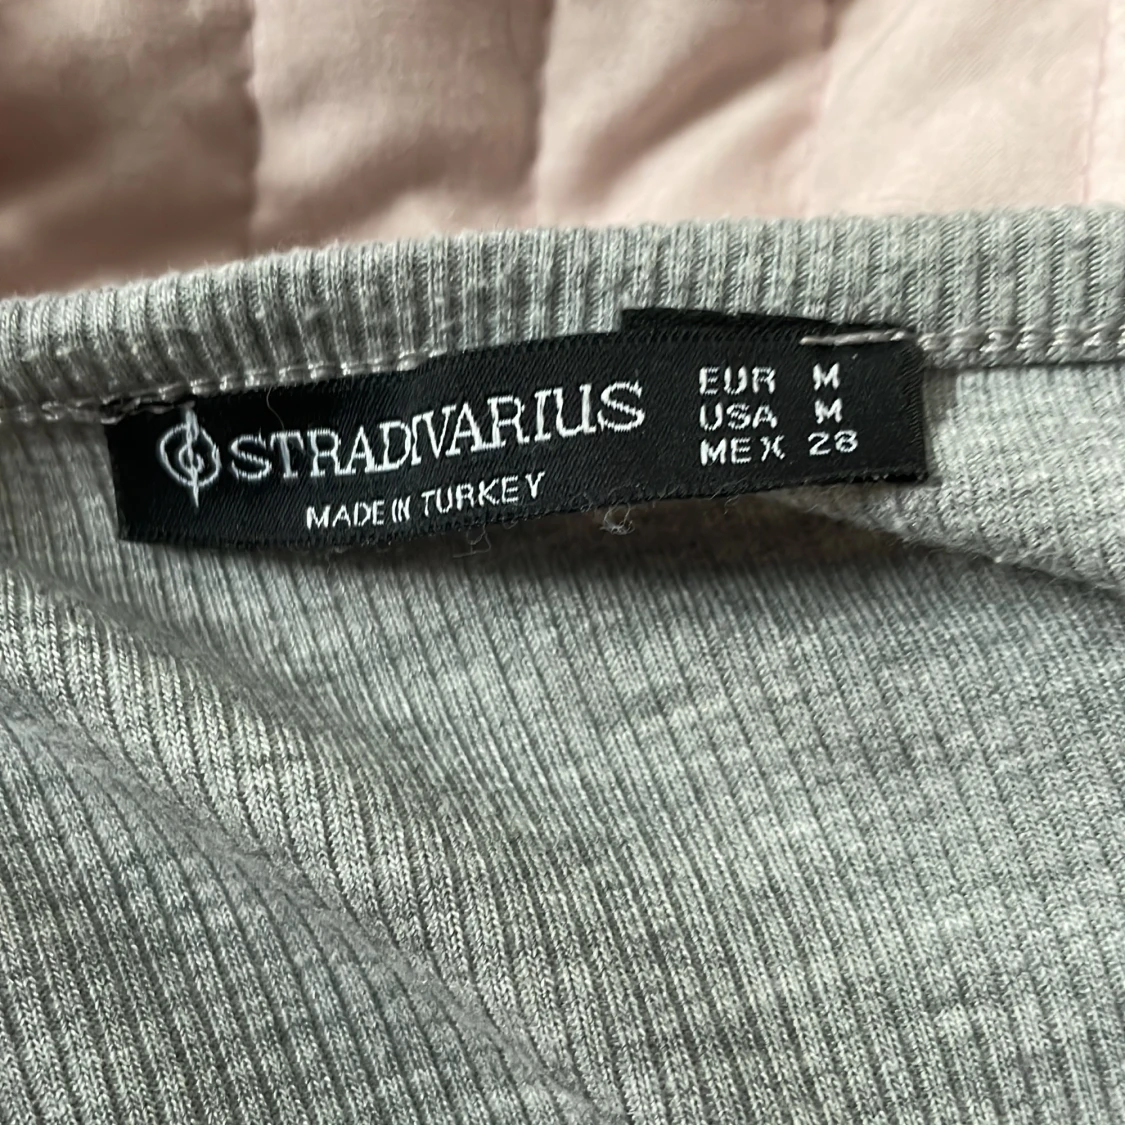 STRADIVARIUS
MADE IN TURKEY
EUR M
USA M
MEX 28